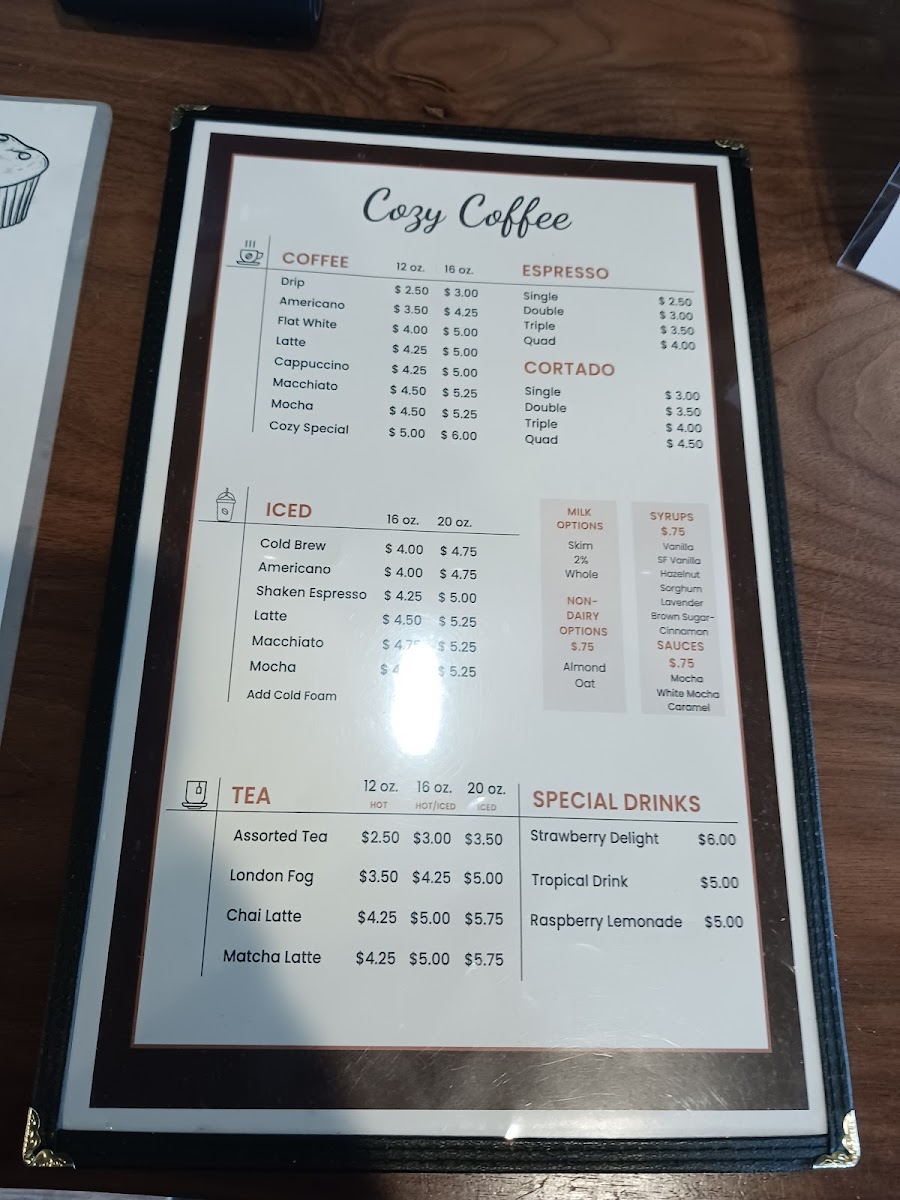 Cozy Coffee
COFFEE 12 oz. 16 oz.
Drip $ 2.50 $ 3.00
Americano $ 3.50 $ 4.25
Flat White $ 4.00 $ 5.00
Latte $ 4.25 $ 5.00
Cappuccino $ 4.25 $ 5.00
Macchiato $ 4.50 $ 5.25
Mocha $ 4.50 $ 5.25
Cozy Special $ 5.00 $ 6.00
ESPRESSO
Single $ 2.50
Double $ 3.00
Triple $ 3.50
Quad $ 4.00
CORTADO
Single $ 3.00
Double $ 3.50
Triple $ 4.00
Quad $ 4.50
ICED 16 oz. 20 oz.
Cold Brew $ 4.00 $ 4.75
Americano $ 4.00 $ 4.75
Shaken Espresso $ 4.25 $ 5.00
Latte $ 4.50 $ 5.25
Macchiato $ 5.25
Mocha $ 5.25
Add Cold Foam
MILK
OPTIONS
Skim
2%
Whole
NON-
DAIRY
OPTIONS
$.75
Almond
Oat
SYRUPS
$.75
Vanilla
SF Vanilla
Hazelnut
Sorghum
Lavender
Brown Sugar-
Cinnamon
SAUCES
$.75
Mocha
White Mocha
Caramel
TEA 12 oz. 16 oz. 20 oz.
HOT HOT/ICED ICED
Assorted Tea $2.50 $3.00 $3.50
London Fog $3.50 $4.25 $5.00
Chai Latte $4.25 $5.00 $5.75
Matcha Latte $4.25 $5.00 $5.75
SPECIAL DRINKS
Strawberry Delight $6.00
Tropical Drink $5.00
Raspberry Lemonade $5.00